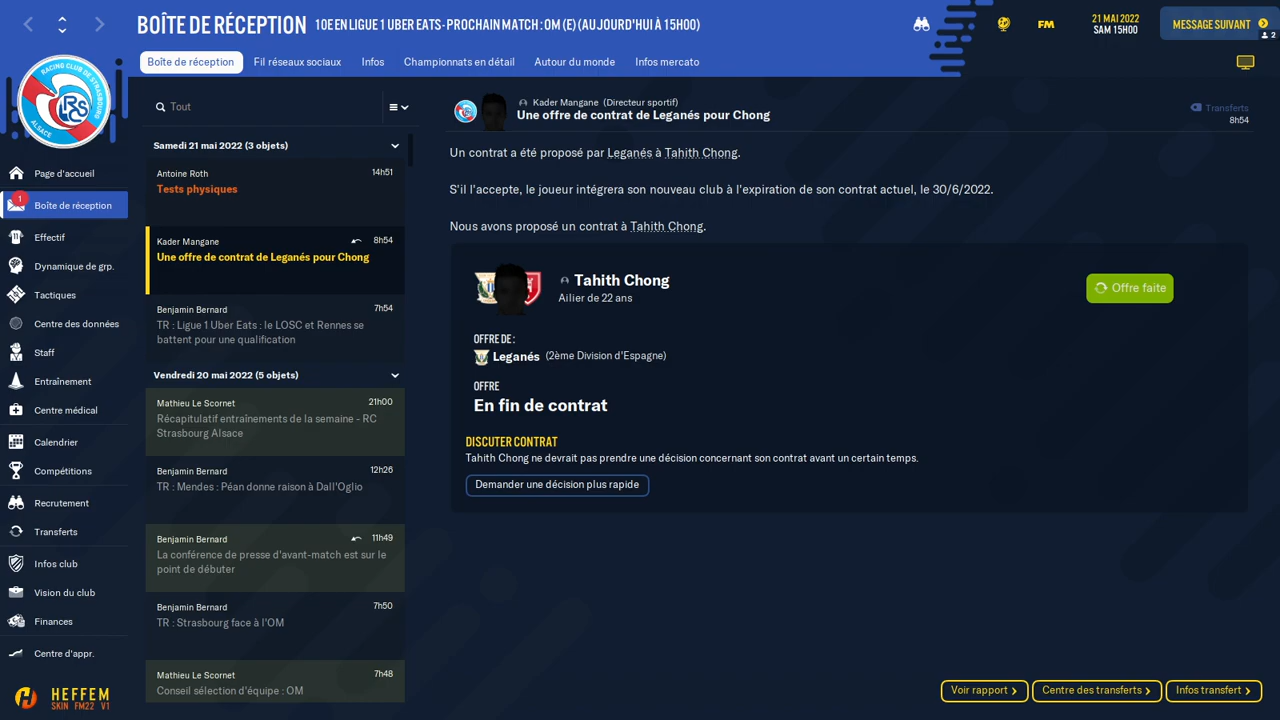 BOÎTE DE RÉCEPTION
10E EN LIGUE 1 UBER EATS - PROCHAIN MATCH : OM (E) (AUJOURD'HUI À 15H00)
FM
21 MAI 2022
SAM 15H00
MESSAGE SUIVANT
2
Boîte de réception
Fil réseaux sociaux
Infos
Championnats en détail
Autour du monde
Infos mercato
RACING CLUB DE STRASBOURG
ALSACE
Page d'accueil
1
Boîte de réception
Effectif
Dynamique de grp.
Tactiques
Centre des données
Staff
Entraînement
Centre médical
Calendrier
Compétitions
Recrutement
Transferts
Infos club
Vision du club
Finances
Centre d'appr.
HEFFEM
SKIN FM22 V1
Tout
Samedi 21 mai 2022 (3 objets)
Antoine Roth
14h51
Tests physiques
Kader Mangane
8h54
Une offre de contrat de Leganés pour Chong
Benjamin Bernard
7h54
TR : Ligue 1 Uber Eats : le LOSC et Rennes se
battent pour une qualification
Vendredi 20 mai 2022 (5 objets)
Mathieu Le Scornet
21h00
Récapitulatif entraînements de la semaine - RC
Strasbourg Alsace
Benjamin Bernard
12h26
TR : Mendes : Péan donne raison à Dall'Oglio
Benjamin Bernard
11h49
La conférence de presse d'avant-match est sur le
point de débuter
Benjamin Bernard
7h50
TR : Strasbourg face à l'OM
Mathieu Le Scornet
7h48
Conseil sélection d'équipe : OM
Kader Mangane (Directeur sportif)
Une offre de contrat de Leganés pour Chong
Transferts
8h54
Un contrat a été proposé par Leganés à Tahith Chong.
S'il l'accepte, le joueur intégrera son nouveau club à l'expiration de son contrat actuel, le 30/6/2022.
Nous avons proposé un contrat à Tahith Chong.
Tahith Chong
Ailier de 22 ans
Offre faite
OFFRE DE :
Leganés (2ème Division d'Espagne)
OFFRE
En fin de contrat
DISCUTER CONTRAT
Tahith Chong ne devrait pas prendre une décision concernant son contrat avant un certain temps.
Demander une décision plus rapide
Voir rapport
Centre des transferts
Infos transfert